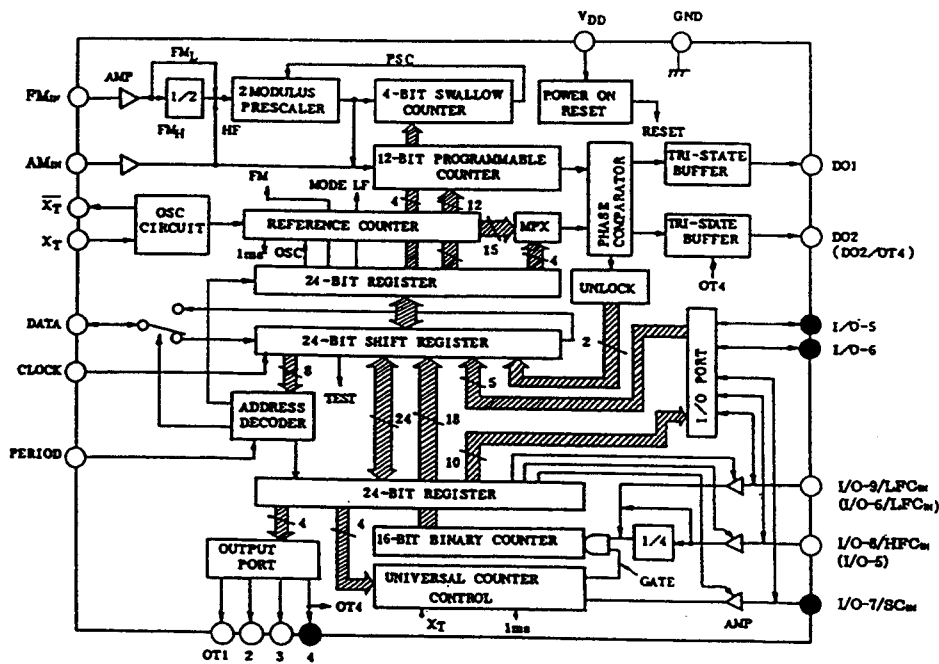 VDD
GND
FML
PSC
AMP
FMIN
1/2
2 MODULUS
PRESCALER
4-BIT SWALLOW
COUNTER
POWER ON
RESET
FMH
HF
RESET
AMIN
12-BIT PROGRAMMABLE
COUNTER
PHASE
COMPARATOR
TRI-STATE
BUFFER
DO1
FM
MODE LF
4
12
XT
OSC
CIRCUIT
REFERENCE COUNTER
MPX
TRI-STATE
BUFFER
DO2
(DO2/OT4)
XT
15
1ms
OSC
4
OT4
24-BIT REGISTER
UNLOCK
DATA
24-BIT SHIFT REGISTER
2
I/O-5
I/O-6
I/O PORT
CLOCK
8
TEST
5
ADDRESS
DECODER
24
18
PERIOD
10
24-BIT REGISTER
I/O-9/LFCIN
(I/O-6/LFCIN)
4
4
16-BIT BINARY COUNTER
1/4
I/O-8/HFCIN
(I/O-5)
OUTPUT
PORT
UNIVERSAL COUNTER
CONTROL
GATE
OT4
I/O-7/SCIN
XT
1ms
AMP
OT1
2
3
4